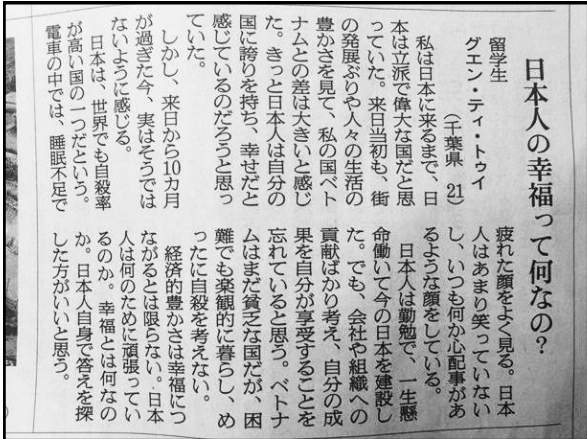 日本人の幸福って何なの?
留学生
グエン・ティ・トゥイ
(千葉県 21)
私は日本に来るまで、日
本は立派で偉大な国だと思
っていた。来日当初も、街
の発展ぶりや人々の生活の
豊かさを見て、私の国ベト
ナムとの差は大きいと感じ
た。きっと日本人は自分の
国に誇りを持ち、幸せだと
感じているのだろうと思っ
ていた。
しかし、来日から10カ月
が過ぎた今、実はそうでは
ないように感じる。
日本は、世界でも自殺率
が高い国の一つだという。
電車の中では、睡眠不足で
疲れた顔をよく見る。日本
人はあまり笑っていない
し、いつも何か心配事があ
るような顔をしている。
日本人は勤勉で、一生懸
命働いて今の日本を建設し
た。でも、会社や組織への
貢献ばかり考え、自分の成
果を自分が享受することを
忘れていると思う。ベトナ
ムはまだ貧乏な国だが、困
難でも楽観的に暮らし、め
ったに自殺を考えない。
経済的豊かさは幸福につ
ながるとは限らない。日本
人は何のために頑張ってい
るのか。幸福とは何なの
か。日本人自身で答えを探
した方がいいと思う。